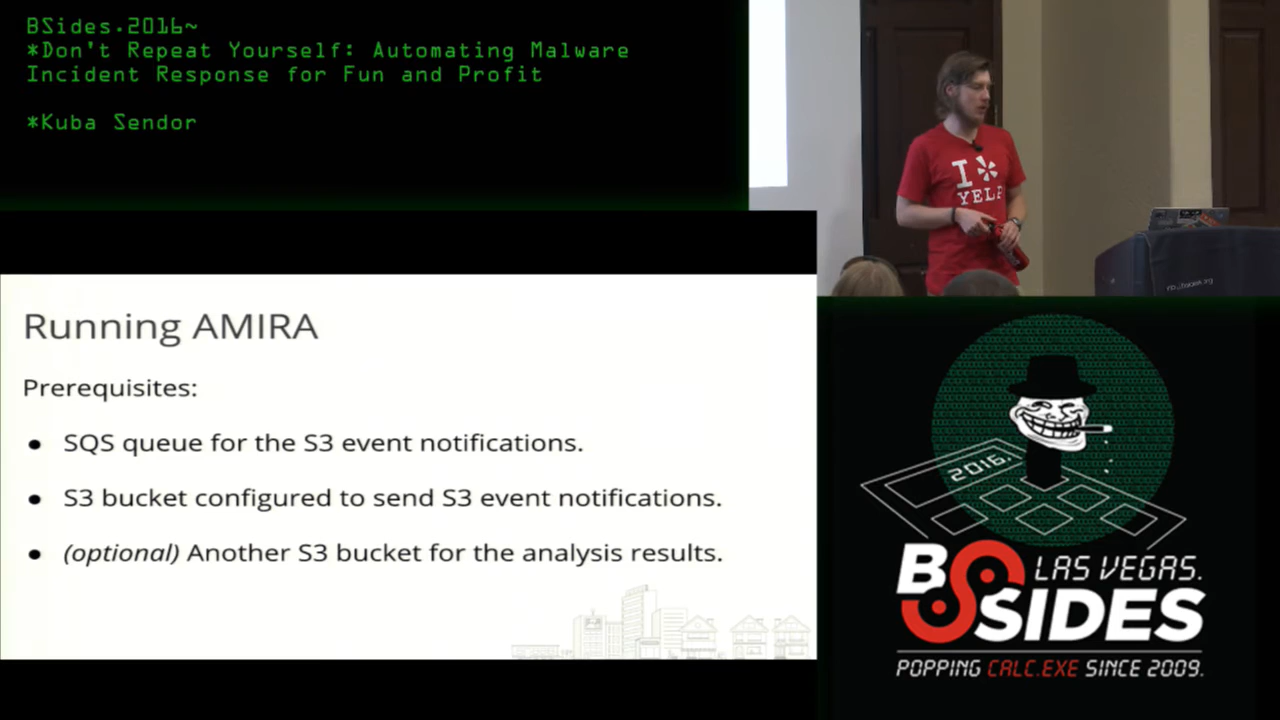 BSides.2016~
*Don't Repeat Yourself: Automating Malware
Incident Response for Fun and Profit
*Kuba Sendor
I
YELP
Running AMIRA
Prerequisites:
● SQS queue for the S3 event notifications.
● S3 bucket configured to send S3 event notifications.
● (optional) Another S3 bucket for the analysis results.
2016.
BSIDES
LAS VEGAS.
POPPING CALC.EXE SINCE 2009.